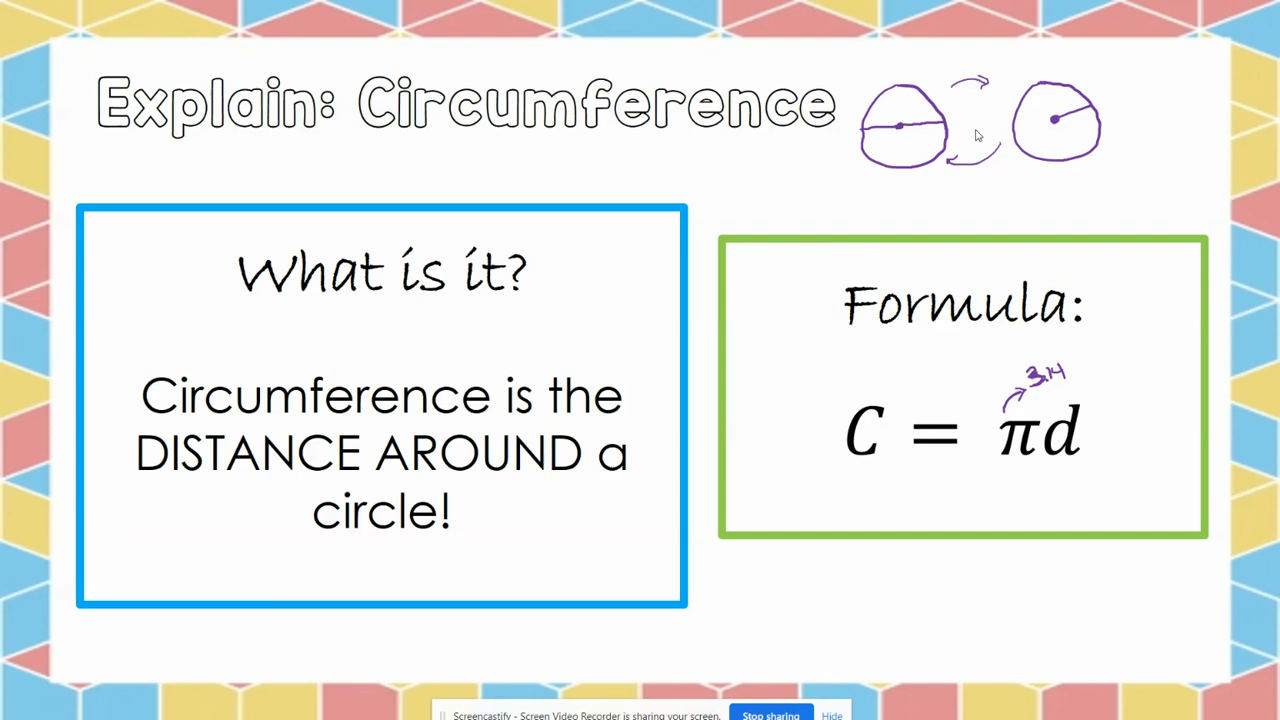 Explain: Circumference
What is it?
Circumference is the
DISTANCE AROUND a
circle!
Formula:
3.14
C = πd
Screencastify - Screen Video Recorder is sharing your screen.
Stop sharing
Hide